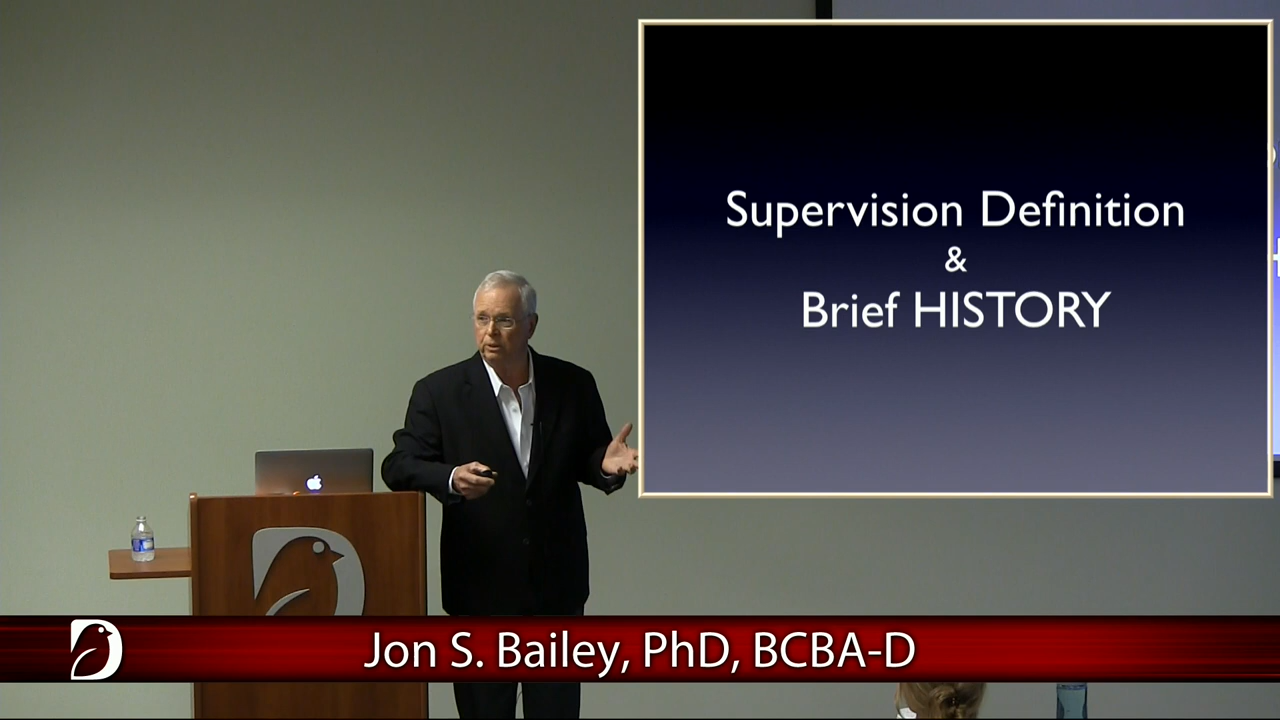 Supervision Definition
&
Brief HISTORY
Jon S. Bailey, PhD, BCBA-D